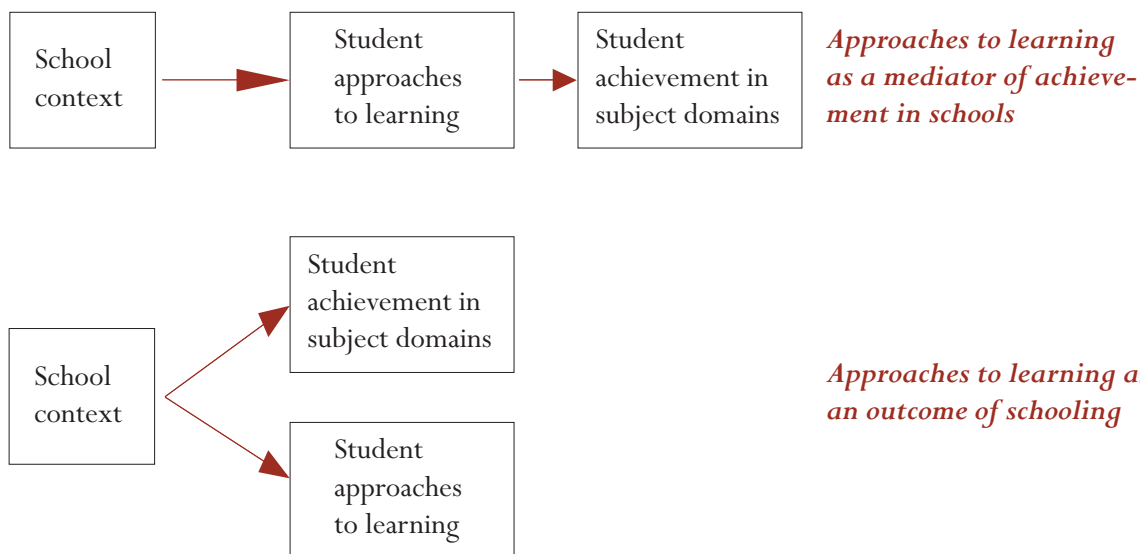 School
context
Student
approaches
to learning
Student
achievement in
subject domains
Approaches to learning
as a mediator of achieve-
ment in schools
School
context
Student
achievement in
subject domains
Student
approaches
to learning
Approaches to learning a
an outcome of schooling